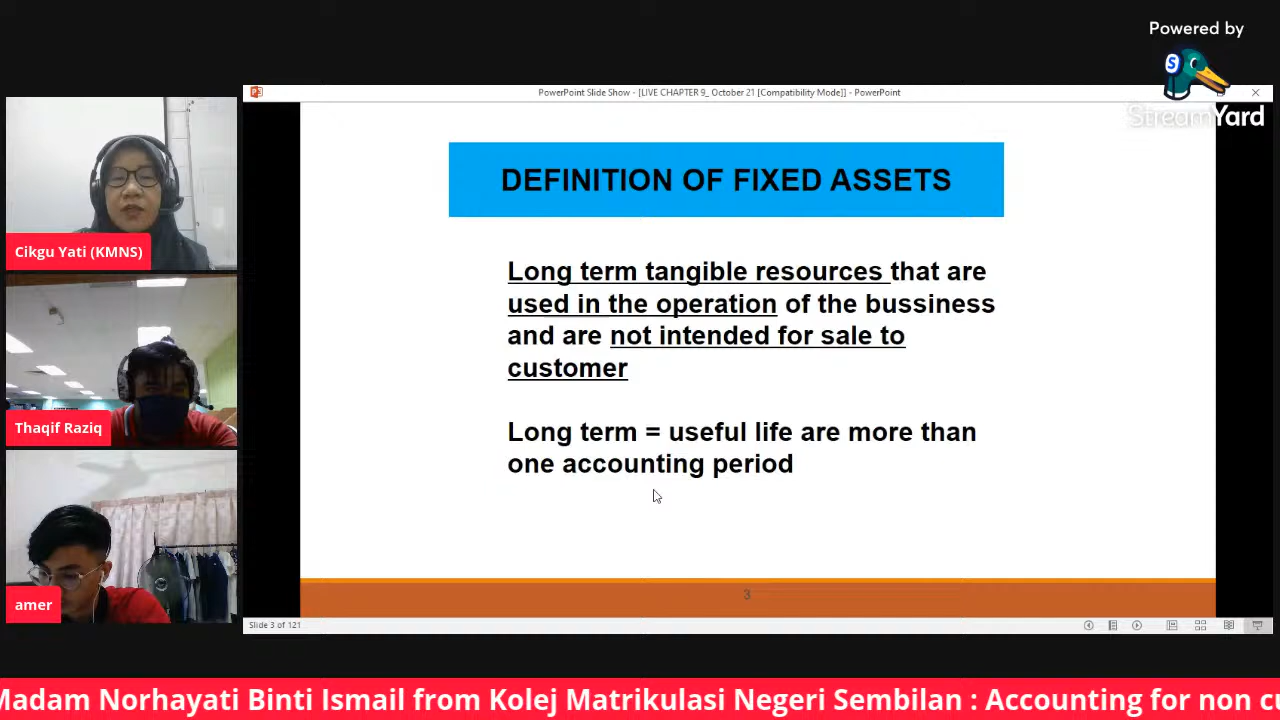 Powered by
StreamYard
PowerPoint Slide Show - [LIVE CHAPTER 9_ October 21 [Compatibility Mode]] - PowerPoint
DEFINITION OF FIXED ASSETS
Long term tangible resources that are
used in the operation of the bussiness
and are not intended for sale to
customer
Long term = useful life are more than
one accounting period
3
Slide 3 of 121
Cikgu Yati (KMNS)
Thaqif Raziq
amer
Madam Norhayati Binti Ismail from Kolej Matrikulasi Negeri Sembilan : Accounting for non cu